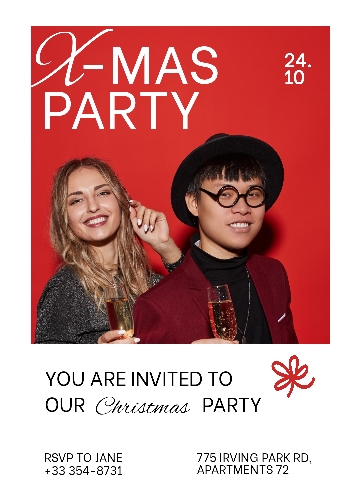 X-MAS
PARTY
24.
10
YOU ARE INVITED TO
OUR Christmas PARTY
RSVP TO JANE
+33 354-8731
775 IRVING PARK RD,
APARTMENTS 72